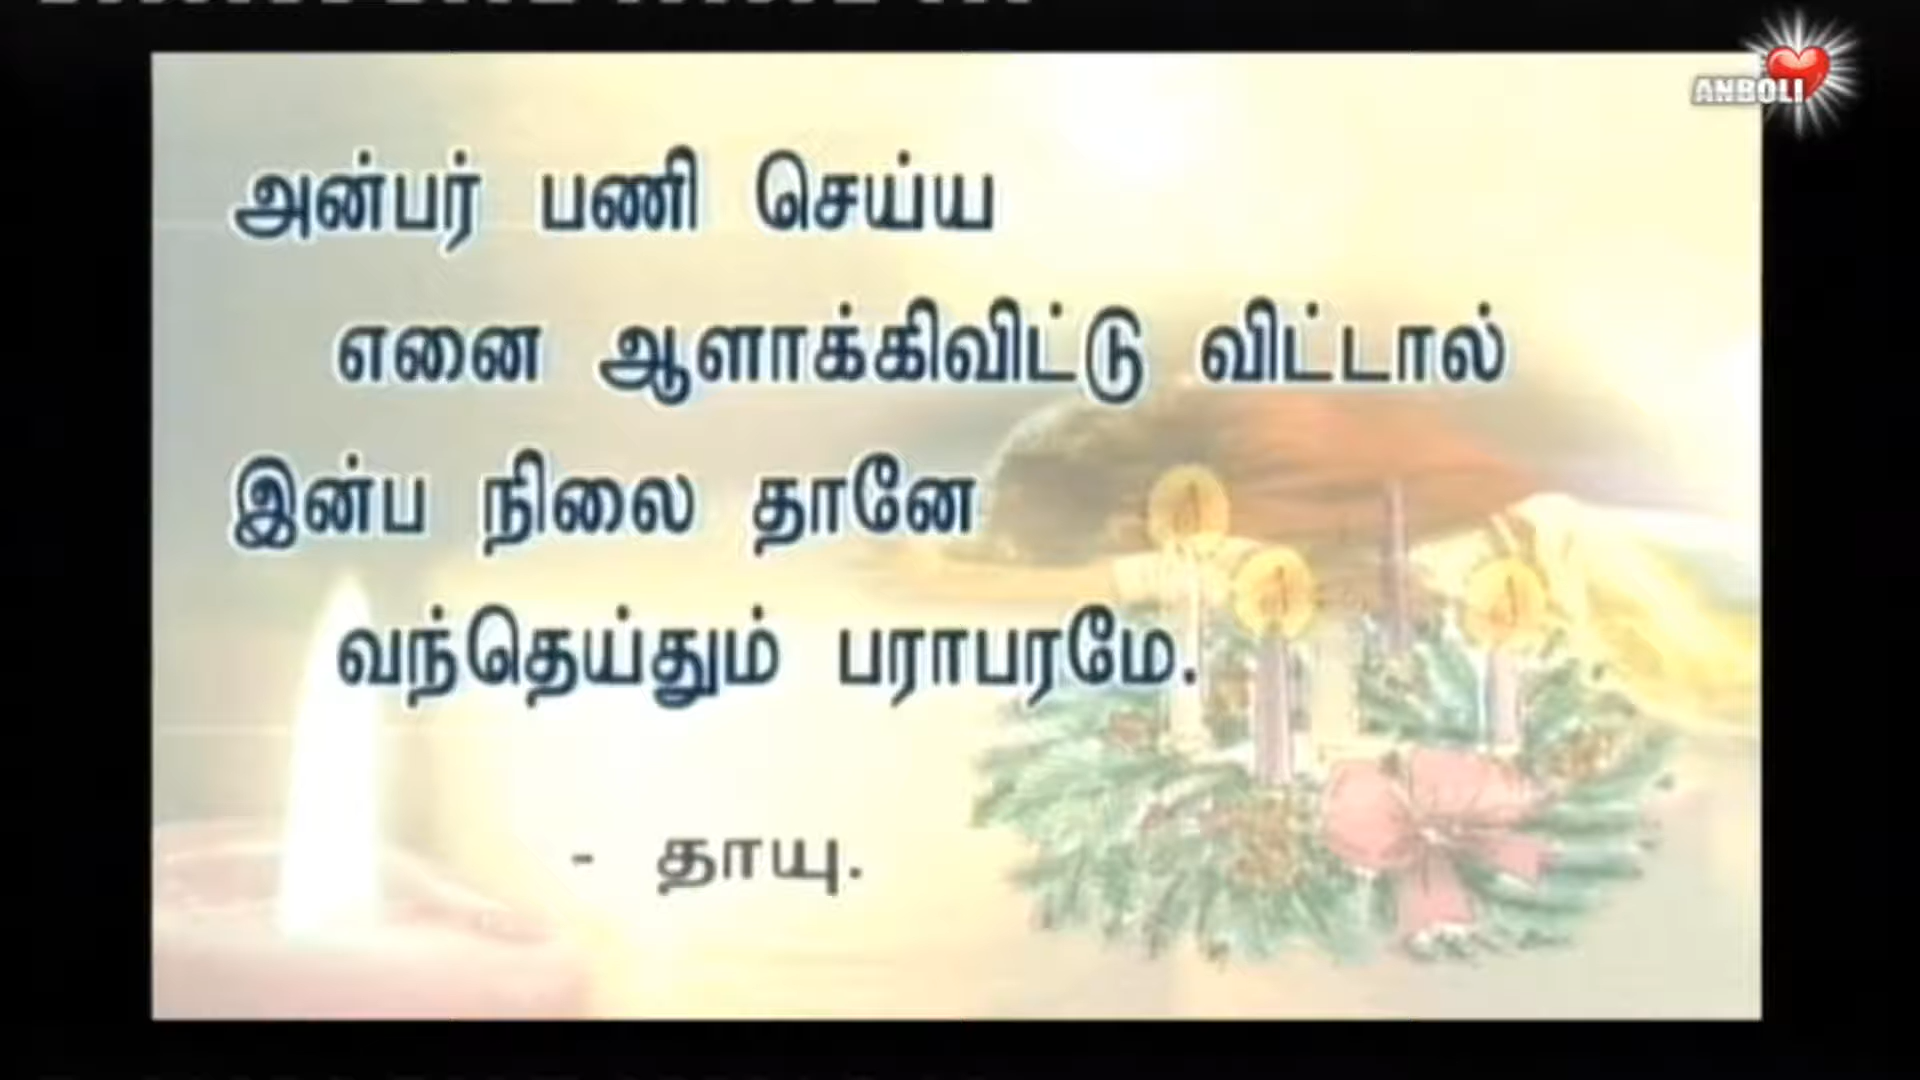 ANBOLI
அன்பர் பணி செய்ய
எனை ஆளாக்கிவிட்டு விட்டால்
இன்ப நிலை தானே
வந்தெய்தும் பராபரமே.
- தாயு.